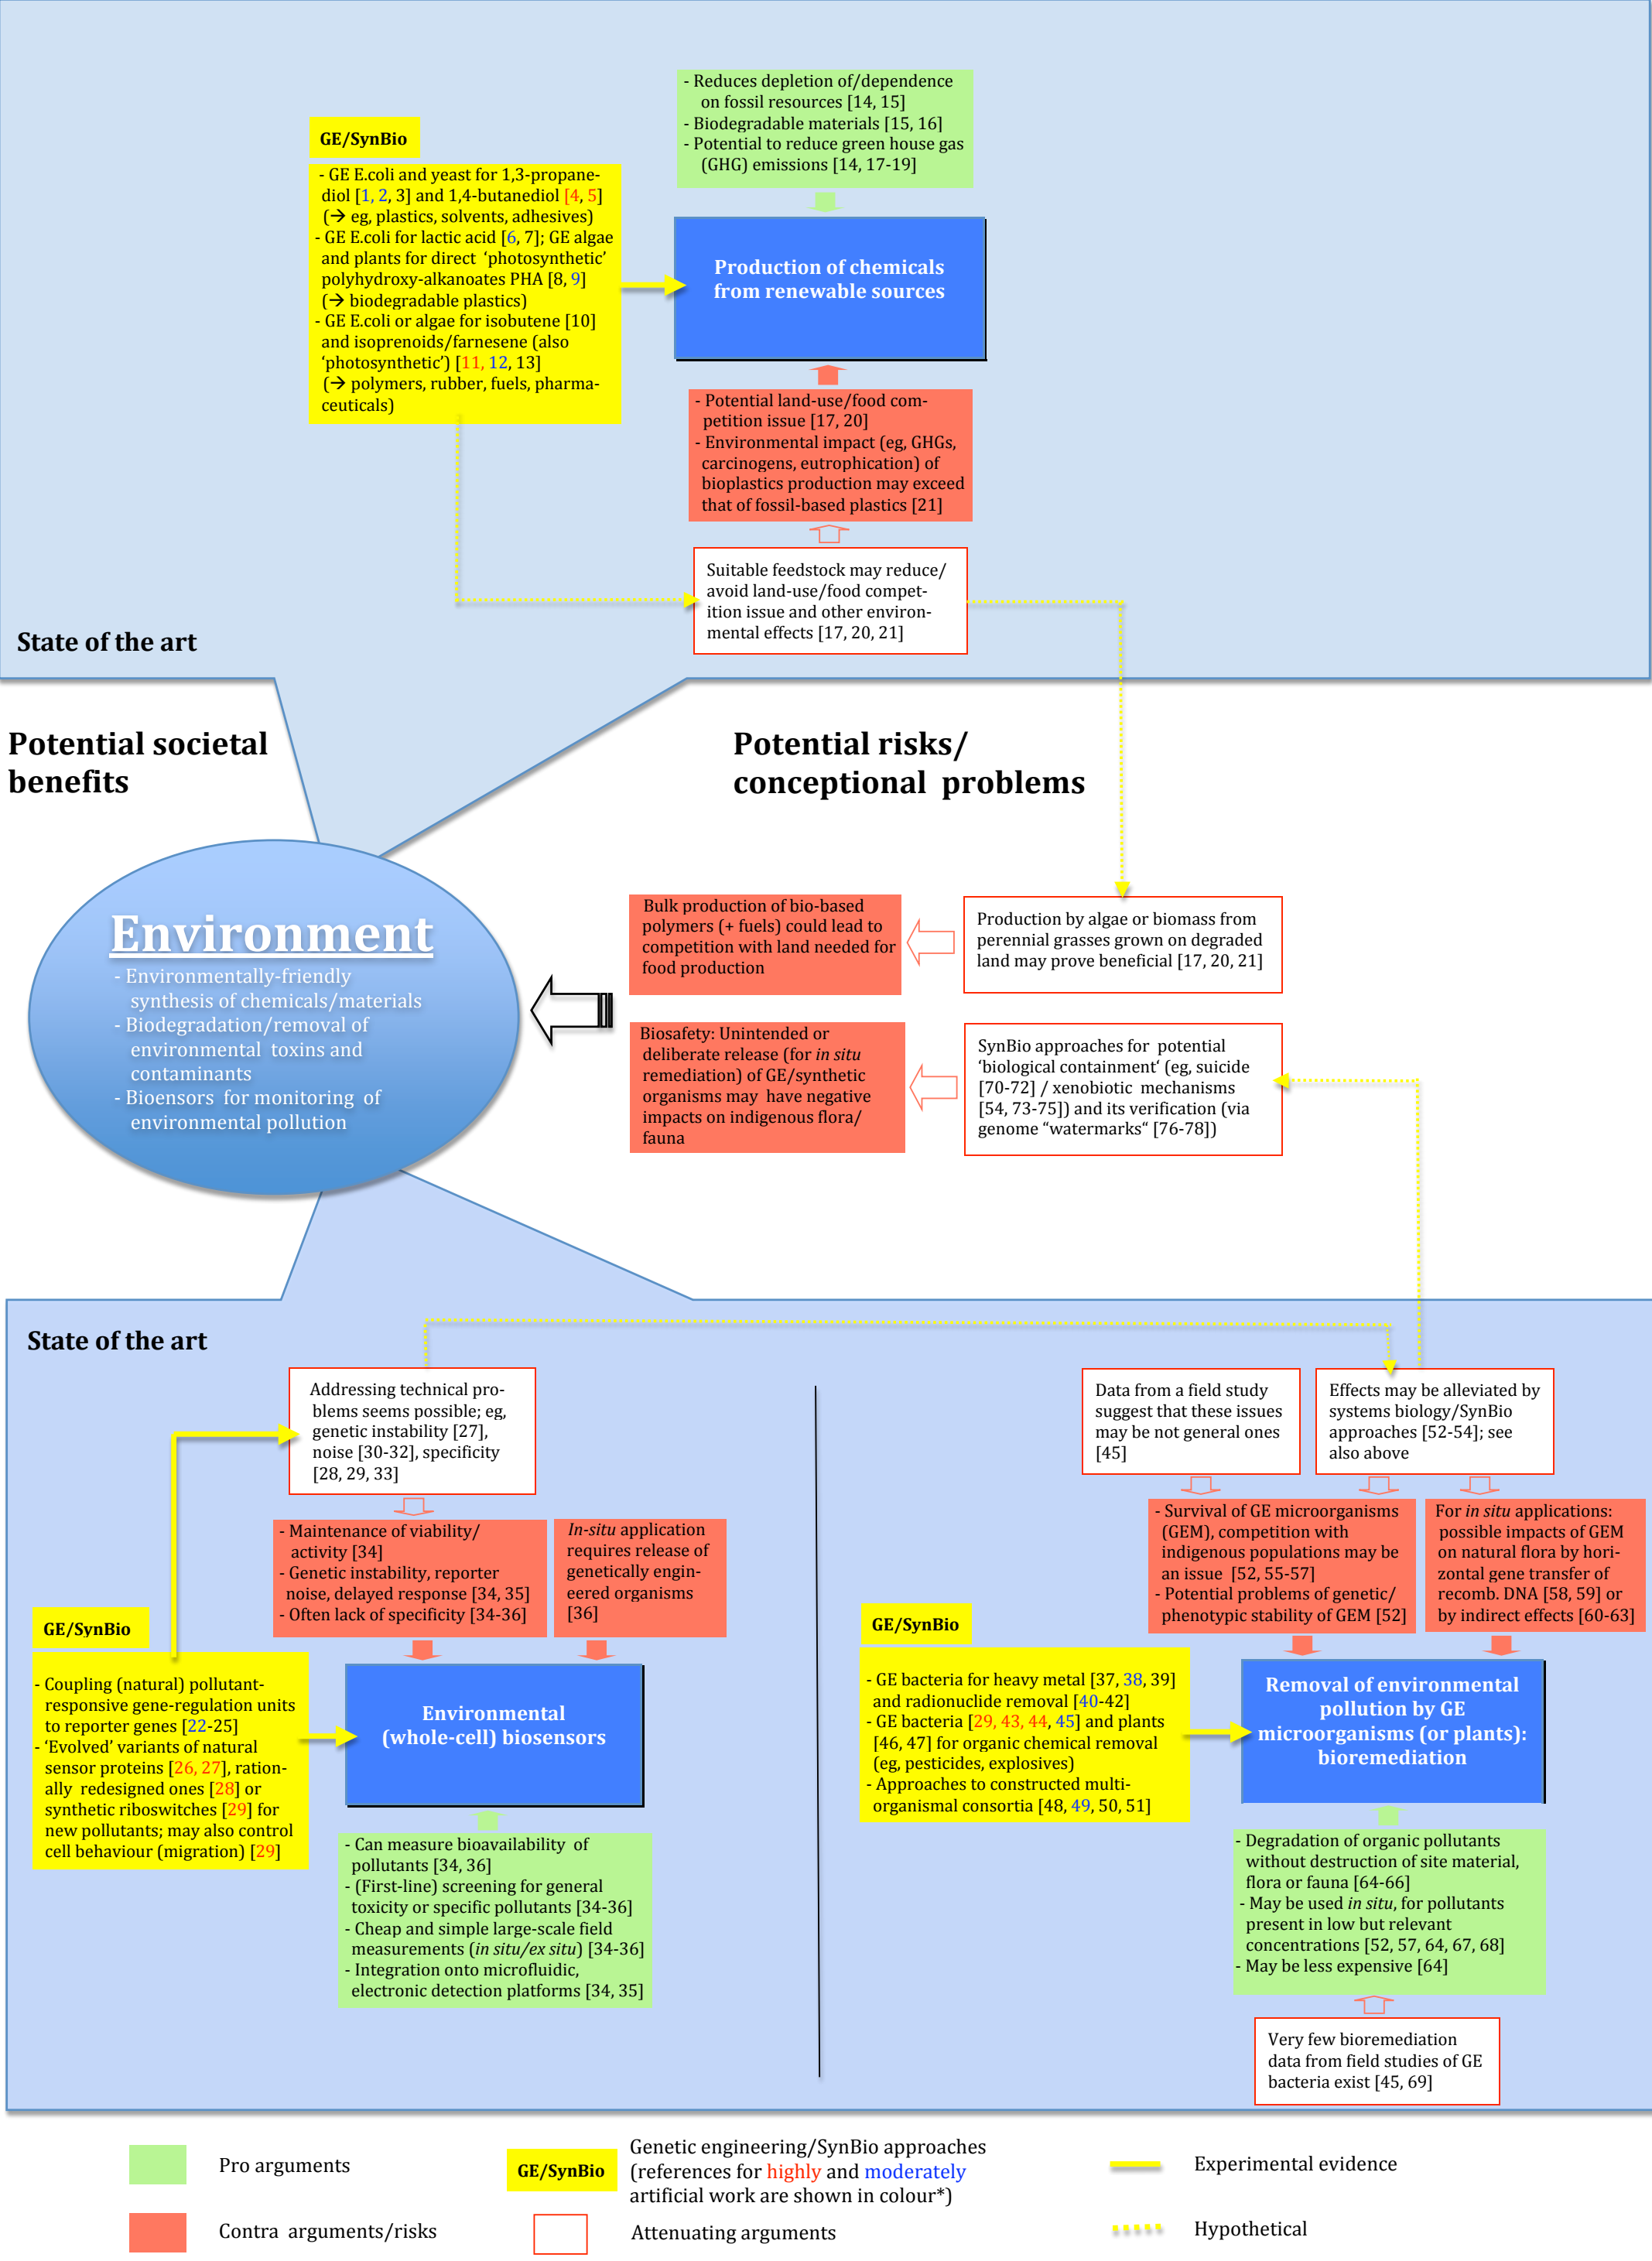 - Reduces depletion of/dependence
on fossil resources [14, 15]
- Biodegradable materials [15, 16]
- Potential to reduce green house gas
(GHG) emissions [14, 17-19]
GE/SynBio
- GE E.coli and yeast for 1,3-propane-
diol [1, 2, 3] and 1,4-butanediol [4, 5]
(→ eg, plastics, solvents, adhesives)
- GE E.coli for lactic acid [6, 7]; GE algae
and plants for direct ‘photosynthetic’
polyhydroxy-alkanoates PHA [8, 9]
(→ biodegradable plastics)
- GE E.coli or algae for isobutene [10]
and isoprenoids/farnesene (also
‘photosynthetic’) [11, 12, 13]
(→ polymers, rubber, fuels, pharma-
ceuticals)
Production of chemicals
from renewable sources
- Potential land-use/food com-
petition issue [17, 20]
- Environmental impact (eg, GHGs,
carcinogens, eutrophication) of
bioplastics production may exceed
that of fossil-based plastics [21]
Suitable feedstock may reduce/
avoid land-use/food compet-
ition issue and other environ-
mental effects [17, 20, 21]
State of the art
Potential societal
benefits
Potential risks/
conceptional problems
Environment
- Environmentally-friendly
synthesis of chemicals/materials
- Biodegradation/removal of
environmental toxins and
contaminants
- Bioensors for monitoring of
environmental pollution
Bulk production of bio-based
polymers (+ fuels) could lead to
competition with land needed for
food production
Production by algae or biomass from
perennial grasses grown on degraded
land may prove beneficial [17, 20, 21]
Biosafety: Unintended or
deliberate release (for in situ
remediation) of GE/synthetic
organisms may have negative
impacts on indigenous flora/
fauna
SynBio approaches for potential
‘biological containment‘ (eg, suicide
[70-72] / xenobiotic mechanisms
[54, 73-75]) and its verification (via
genome “watermarks“ [76-78])
State of the art
Addressing technical pro-
blems seems possible; eg,
genetic instability [27],
noise [30-32], specificity
[28, 29, 33]
- Maintenance of viability/
activity [34]
- Genetic instability, reporter
noise, delayed response [34, 35]
- Often lack of specificity [34-36]
In-situ application
requires release of
genetically engin-
eered organisms
[36]
GE/SynBio
- Coupling (natural) pollutant-
responsive gene-regulation units
to reporter genes [22-25]
- ‘Evolved’ variants of natural
sensor proteins [26, 27], ration-
ally redesigned ones [28] or
synthetic riboswitches [29] for
new pollutants; may also control
cell behaviour (migration) [29]
Environmental
(whole-cell) biosensors
- Can measure bioavailability of
pollutants [34, 36]
- (First-line) screening for general
toxicity or specific pollutants [34-36]
- Cheap and simple large-scale field
measurements (in situ/ex situ) [34-36]
- Integration onto microfluidic,
electronic detection platforms [34, 35]
Data from a field study
suggest that these issues
may be not general ones
[45]
Effects may be alleviated by
systems biology/SynBio
approaches [52-54]; see
also above
- Survival of GE microorganisms
(GEM), competition with
indigenous populations may be
an issue [52, 55-57]
- Potential problems of genetic/
phenotypic stability of GEM [52]
For in situ applications:
possible impacts of GEM
on natural flora by hori-
zontal gene transfer of
recomb. DNA [58, 59] or
by indirect effects [60-63]
GE/SynBio
- GE bacteria for heavy metal [37, 38, 39]
and radionuclide removal [40-42]
- GE bacteria [29, 43, 44, 45] and plants
[46, 47] for organic chemical removal
(eg, pesticides, explosives)
- Approaches to constructed multi-
organismal consortia [48, 49, 50, 51]
Removal of environmental
pollution by GE
microorganisms (or plants):
bioremediation
- Degradation of organic pollutants
without destruction of site material,
flora or fauna [64-66]
- May be used in situ, for pollutants
present in low but relevant
concentrations [52, 57, 64, 67, 68]
- May be less expensive [64]
Very few bioremediation
data from field studies of GE
bacteria exist [45, 69]
Pro arguments
Contra arguments/risks
GE/SynBio
Genetic engineering/SynBio approaches
(references for highly and moderately
artificial work are shown in colour*)
Attenuating arguments
Experimental evidence
Hypothetical